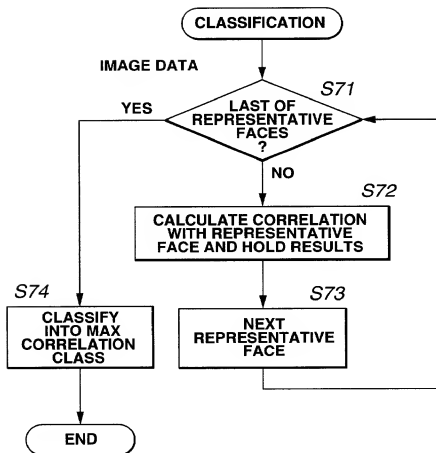 CLASSIFICATION
IMAGE DATA
S71
YES
LAST OF
REPRESENTATIVE
FACES
?
NO
S72
CALCULATE CORRELATION
WITH REPRESENTATIVE
FACE AND HOLD RESULTS
S74
CLASSIFY
INTO MAX
CORRELATION
CLASS
S73
NEXT
REPRESENTATIVE
FACE
END